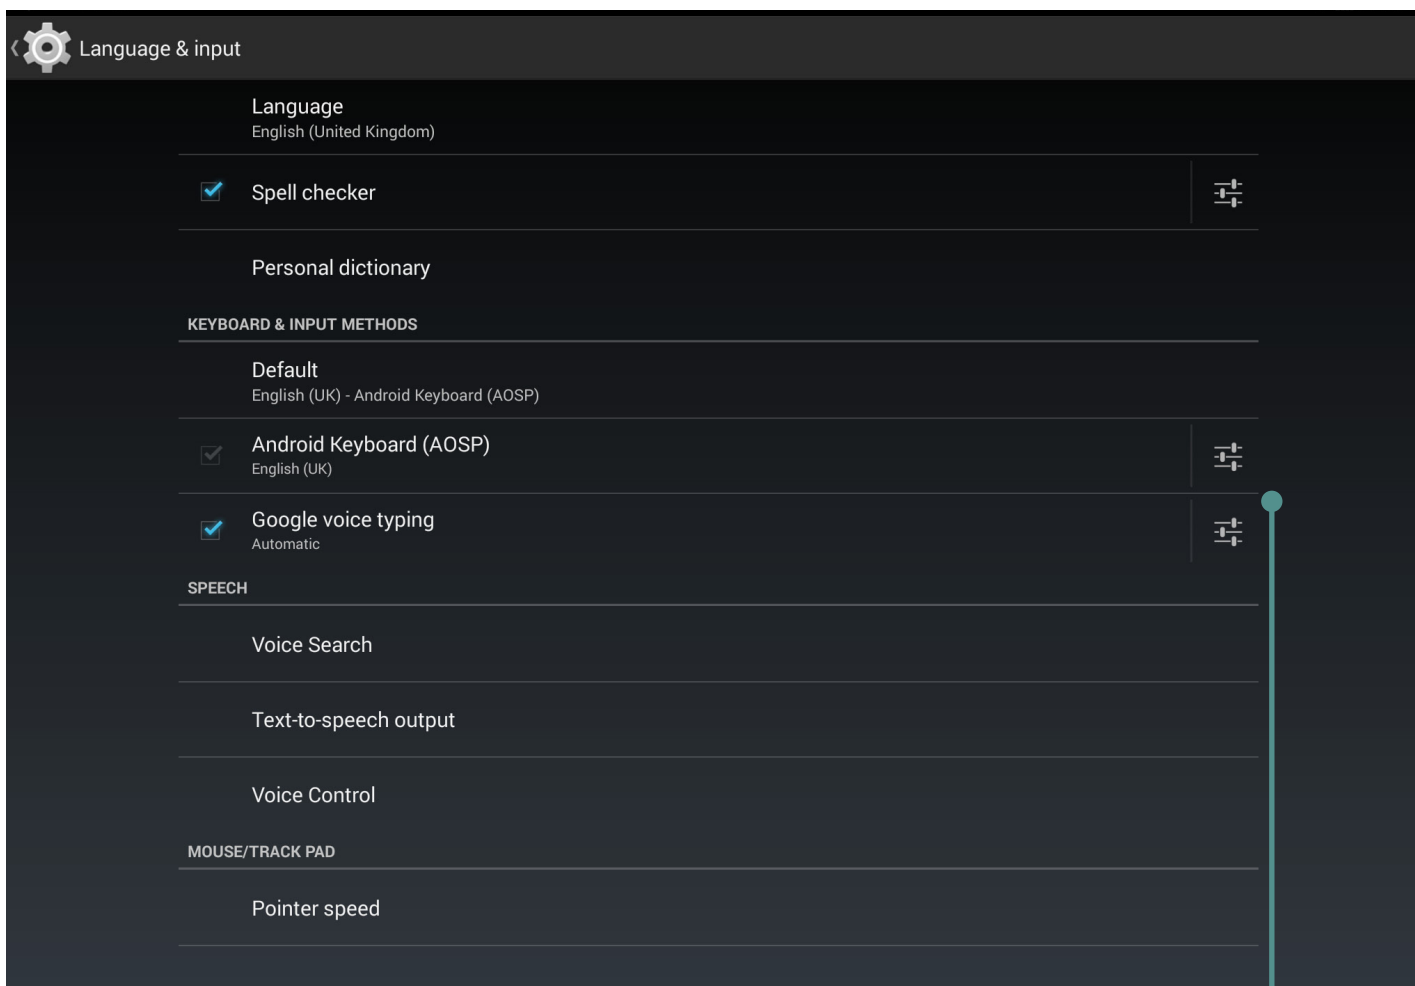 Language & input
Language
English (United Kingdom)
Spell checker
Personal dictionary
KEYBOARD & INPUT METHODS
Default
English (UK) - Android Keyboard (AOSP)
Android Keyboard (AOSP)
English (UK)
Google voice typing
Automatic
SPEECH
Voice Search
Text-to-speech output
Voice Control
MOUSE/TRACK PAD
Pointer speed